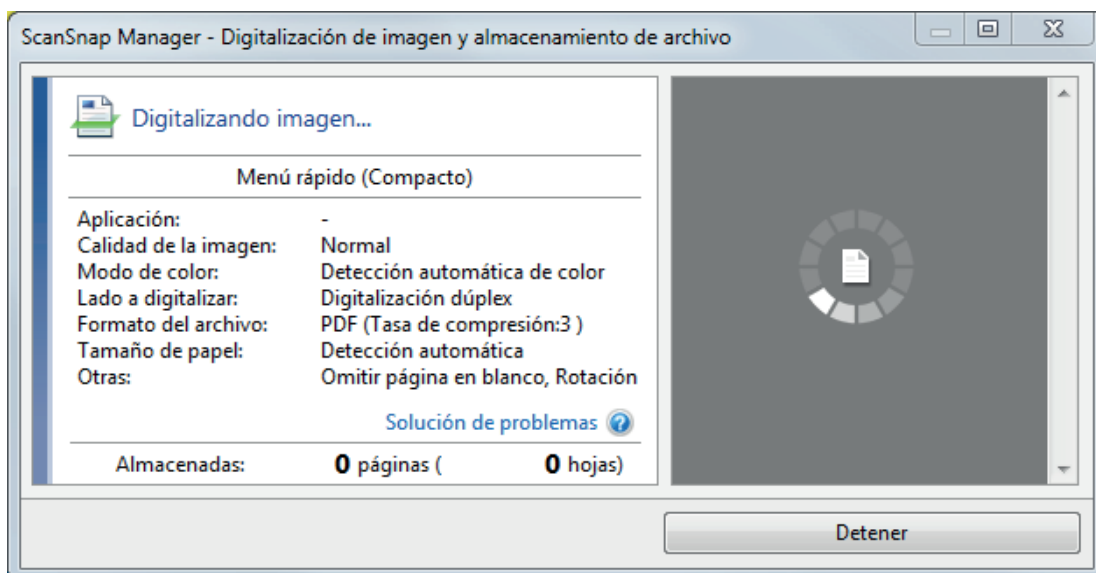 ScanSnap Manager - Digitalización de imagen y almacenamiento de archivo
Digitalizando imagen...
Menú rápido (Compacto)
Aplicación: -
Calidad de la imagen: Normal
Modo de color: Detección automática de color
Lado a digitalizar: Digitalización dúplex
Formato del archivo: PDF (Tasa de compresión:3 )
Tamaño de papel: Detección automática
Otras: Omitir página en blanco, Rotación
Solución de problemas ?
Almacenadas: 0 páginas ( 0 hojas)
Detener